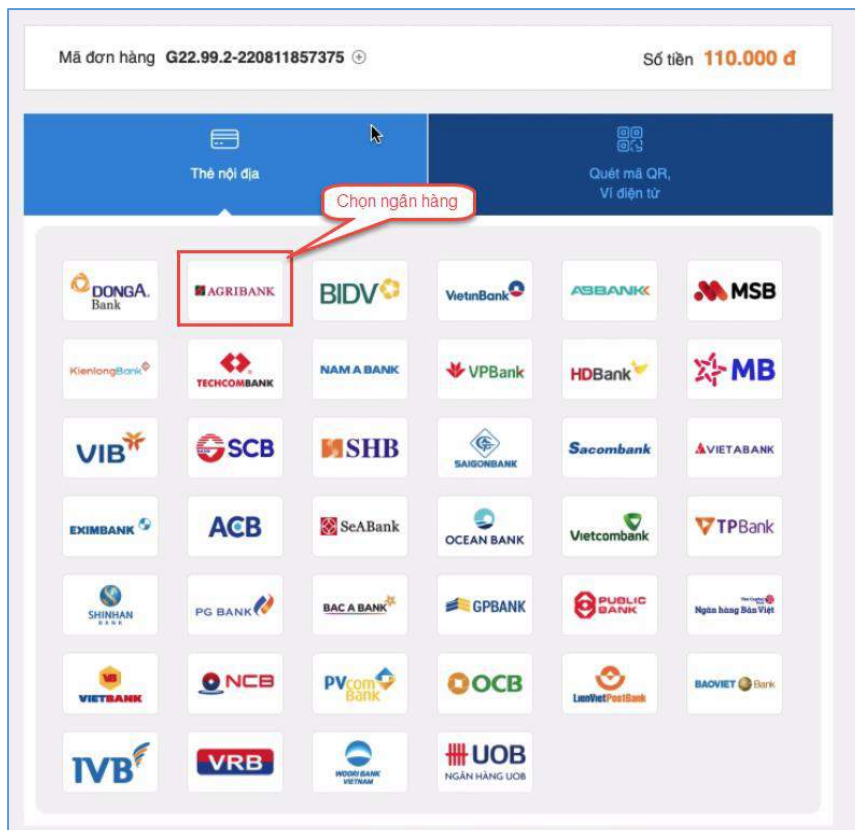 Mã đơn hàng G22.99.2-220811857375
Số tiền 110.000 đ
Thẻ nội địa
Quét mã QR,
Ví điện tử
Chọn ngân hàng
DONGA. Bank
AGRIBANK
BIDV
VietinBank
ABBANK
MSB
KienlongBank
TECHCOMBANK
NAM A BANK
VPBank
HDBank
MB
VIB
SCB
SHB
SAIGONBANK
Sacombank
VIETABANK
EXIMBANK
ACB
SeABank
OCEAN BANK
Vietcombank
TPBank
SHINHAN
BANK
PG BANK
BAC A BANK
GPBANK
PUBLIC
BANK
Ngân hàng Bản Việt
VIETBANK
NCB
PVcom
Bank
OCB
LienVietPostBank
BAOVIET Bank
IVB
VRB
WOORI BANK
VIETNAM
UOB
NGÂN HÀNG UOB